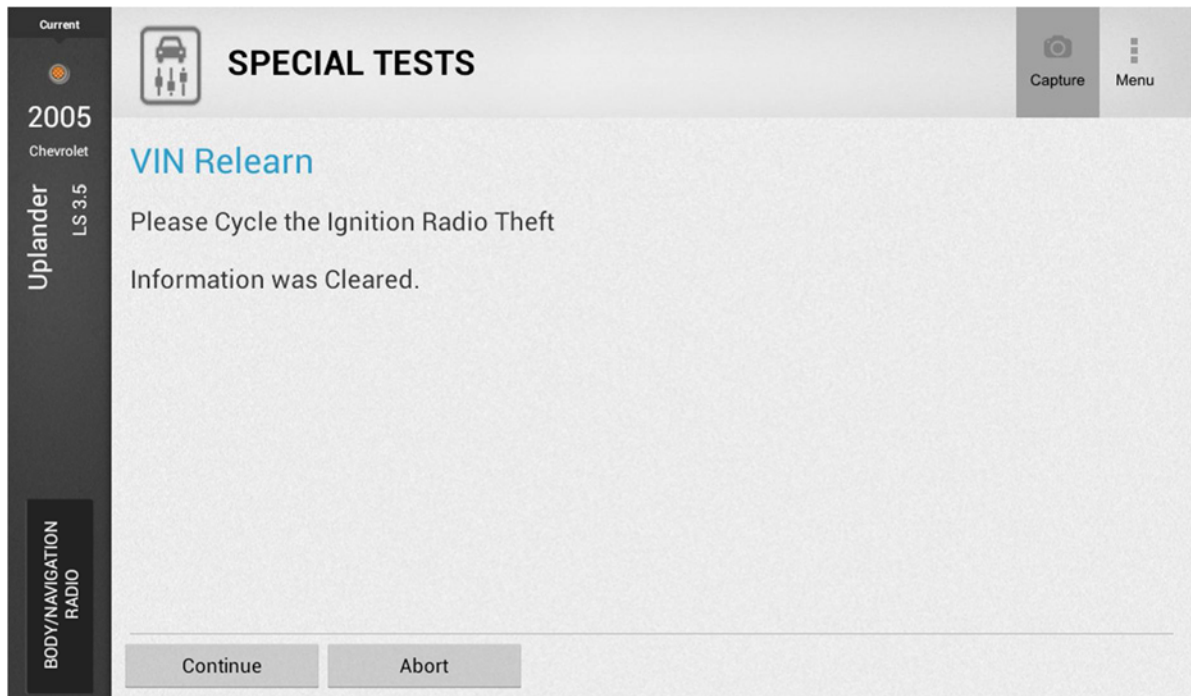 Current
2005
Chevrolet
Uplander
LS 3.5
BODY/NAVIGATION
RADIO
SPECIAL TESTS
Capture
Menu
VIN Relearn
Please Cycle the Ignition Radio Theft
Information was Cleared.
Continue
Abort